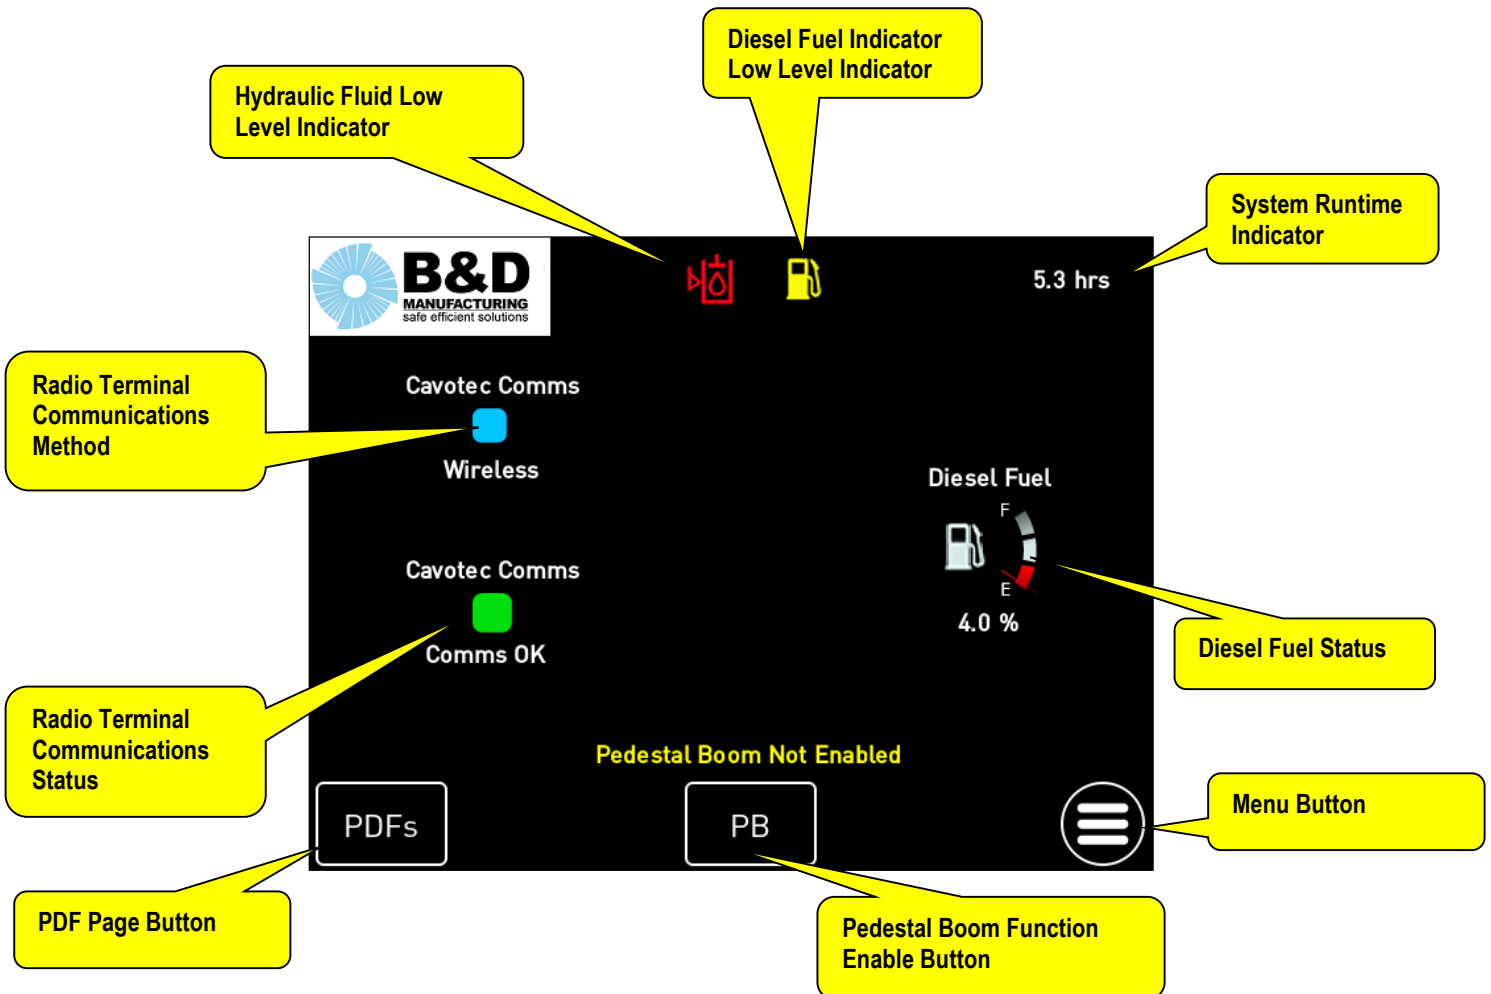 Diesel Fuel Indicator
Low Level Indicator
Hydraulic Fluid Low
Level Indicator
System Runtime
Indicator
B&D
MANUFACTURING
safe efficient solutions
5.3 hrs
Radio Terminal
Communications
Method
Cavotec Comms
Wireless
Diesel Fuel
F
E
4.0 %
Cavotec Comms
Comms OK
Diesel Fuel Status
Radio Terminal
Communications
Status
Pedestal Boom Not Enabled
PDFs
PB
Menu Button
PDF Page Button
Pedestal Boom Function
Enable Button